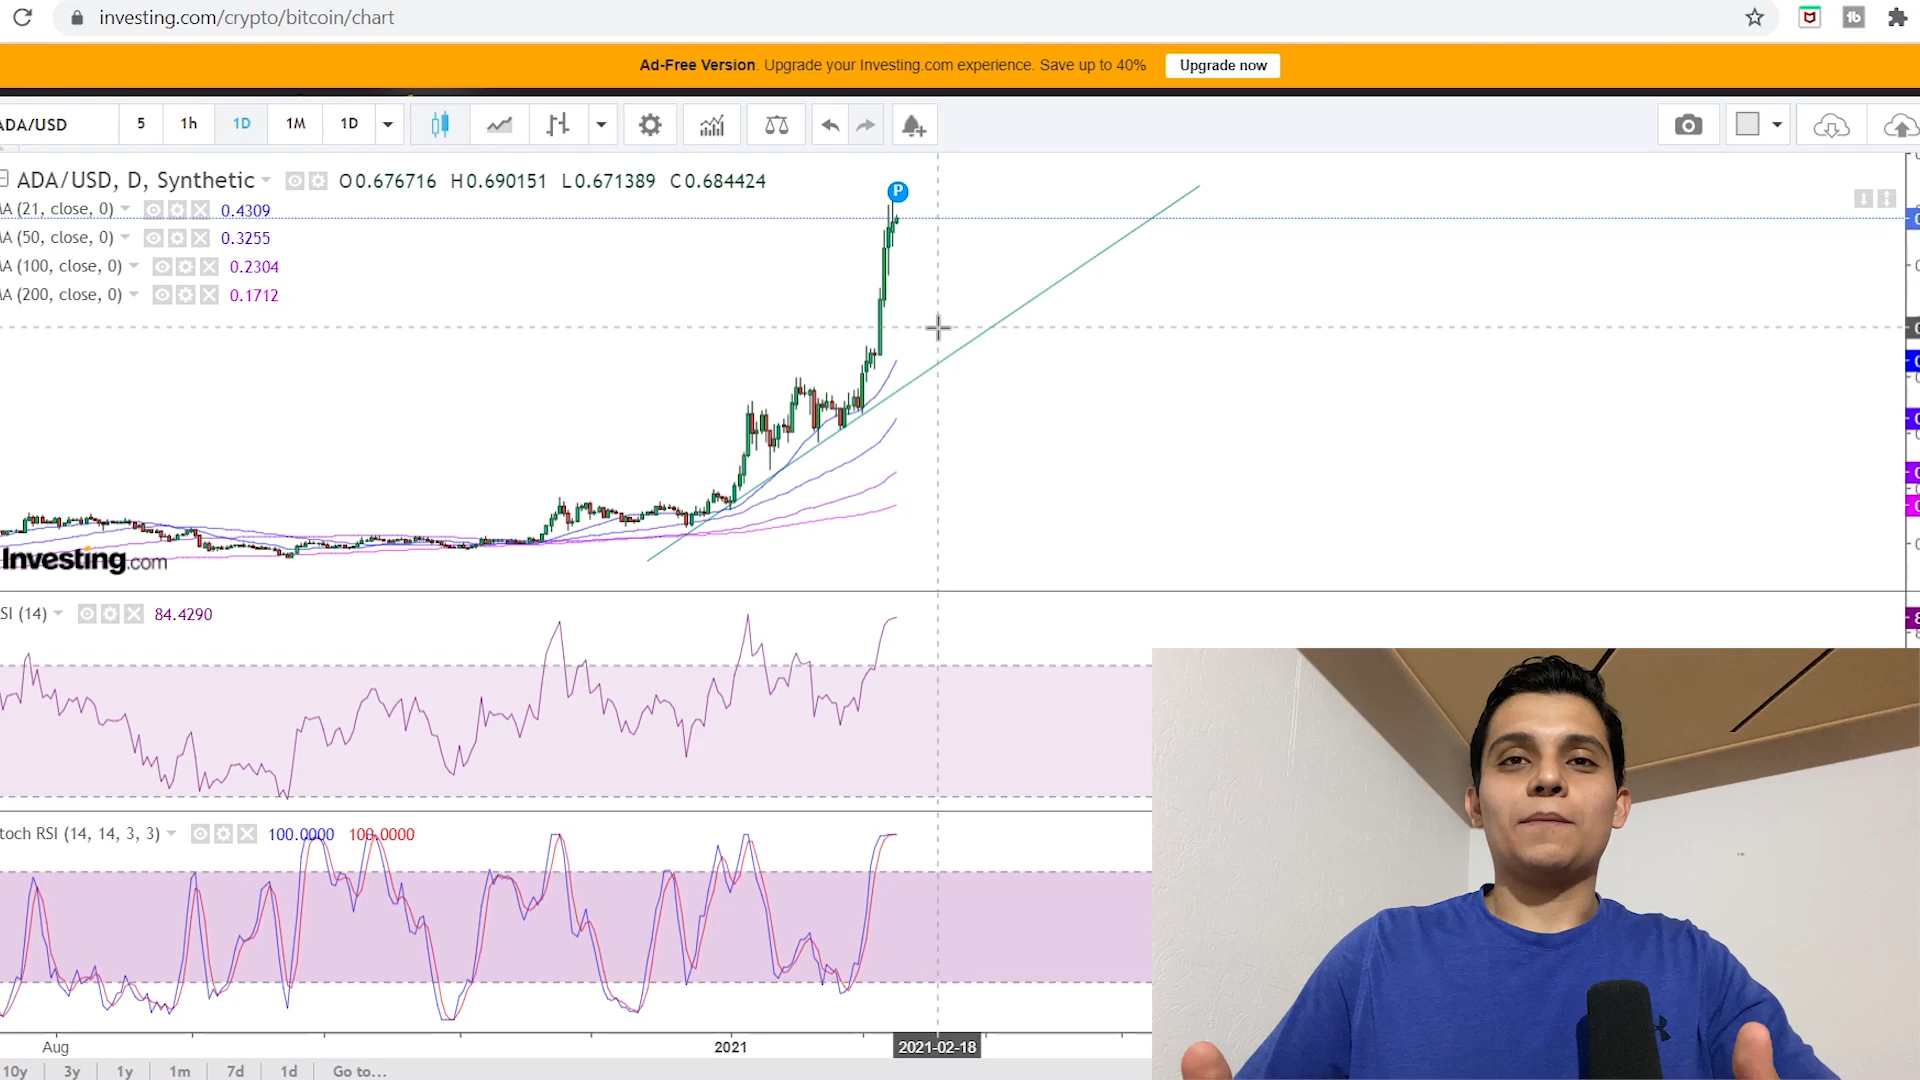 investing.com/crypto/bitcoin/chart
Ad-Free Version. Upgrade your Investing.com experience. Save up to 40% Upgrade now
ADA/USD 5 1h 1D 1M 1D
ADA/USD, D, Synthetic O0.676716 H0.690151 L0.671389 C0.684424
P
A (21, close, 0) 0.4309
A (50, close, 0) 0.3255
A (100, close, 0) 0.2304
A (200, close, 0) 0.1712
Investing.com
SI (14) 84.4290
toch RSI (14, 14, 3, 3) 100.0000 100.0000
Aug 2021 2021-02-18
10y 3y 1y 1m 7d 1d Go to...